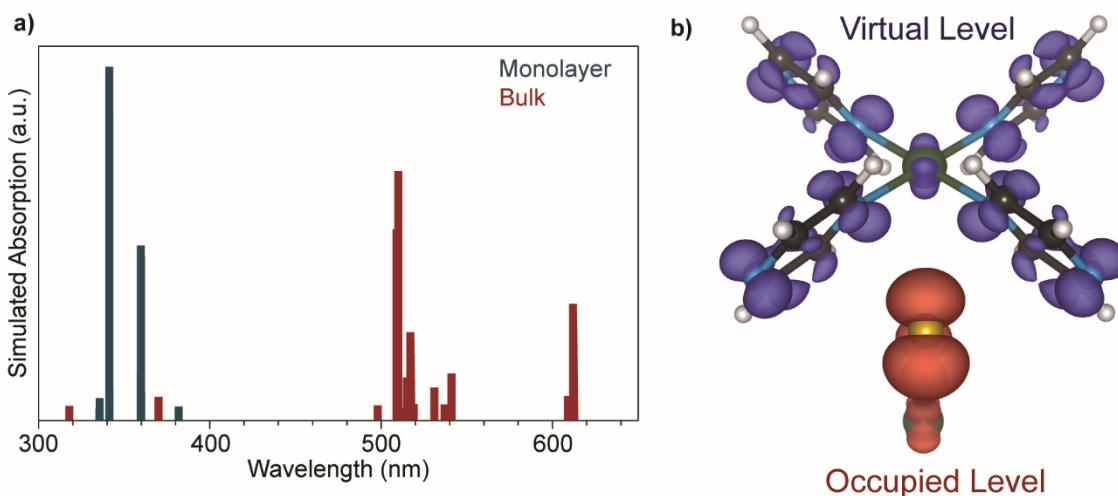 a)
Simulated Absorption (a.u.)
Monolayer
Bulk
300
400
500
600
Wavelength (nm)
b)
Virtual Level
Occupied Level